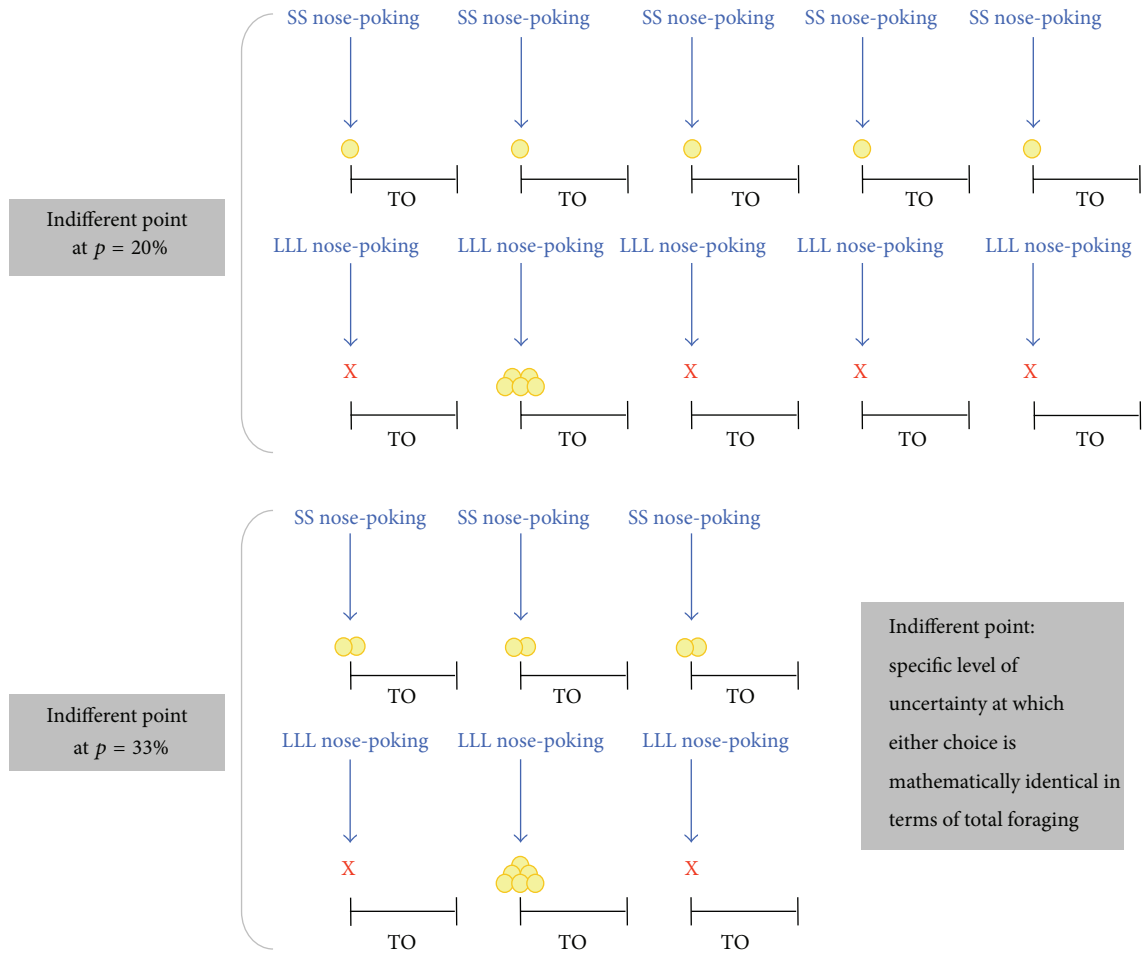 SS nose-poking SS nose-poking SS nose-poking SS nose-poking SS nose-poking
TO TO TO TO TO
Indifferent point
at p = 20%
LLL nose-poking LLL nose-poking LLL nose-poking LLL nose-poking LLL nose-poking
X X X X
TO TO TO TO TO
SS nose-poking SS nose-poking SS nose-poking
TO TO TO
Indifferent point
at p = 33%
LLL nose-poking LLL nose-poking LLL nose-poking
X X
TO TO TO
Indifferent point:
specific level of
uncertainty at which
either choice is
mathematically identical in
terms of total foraging